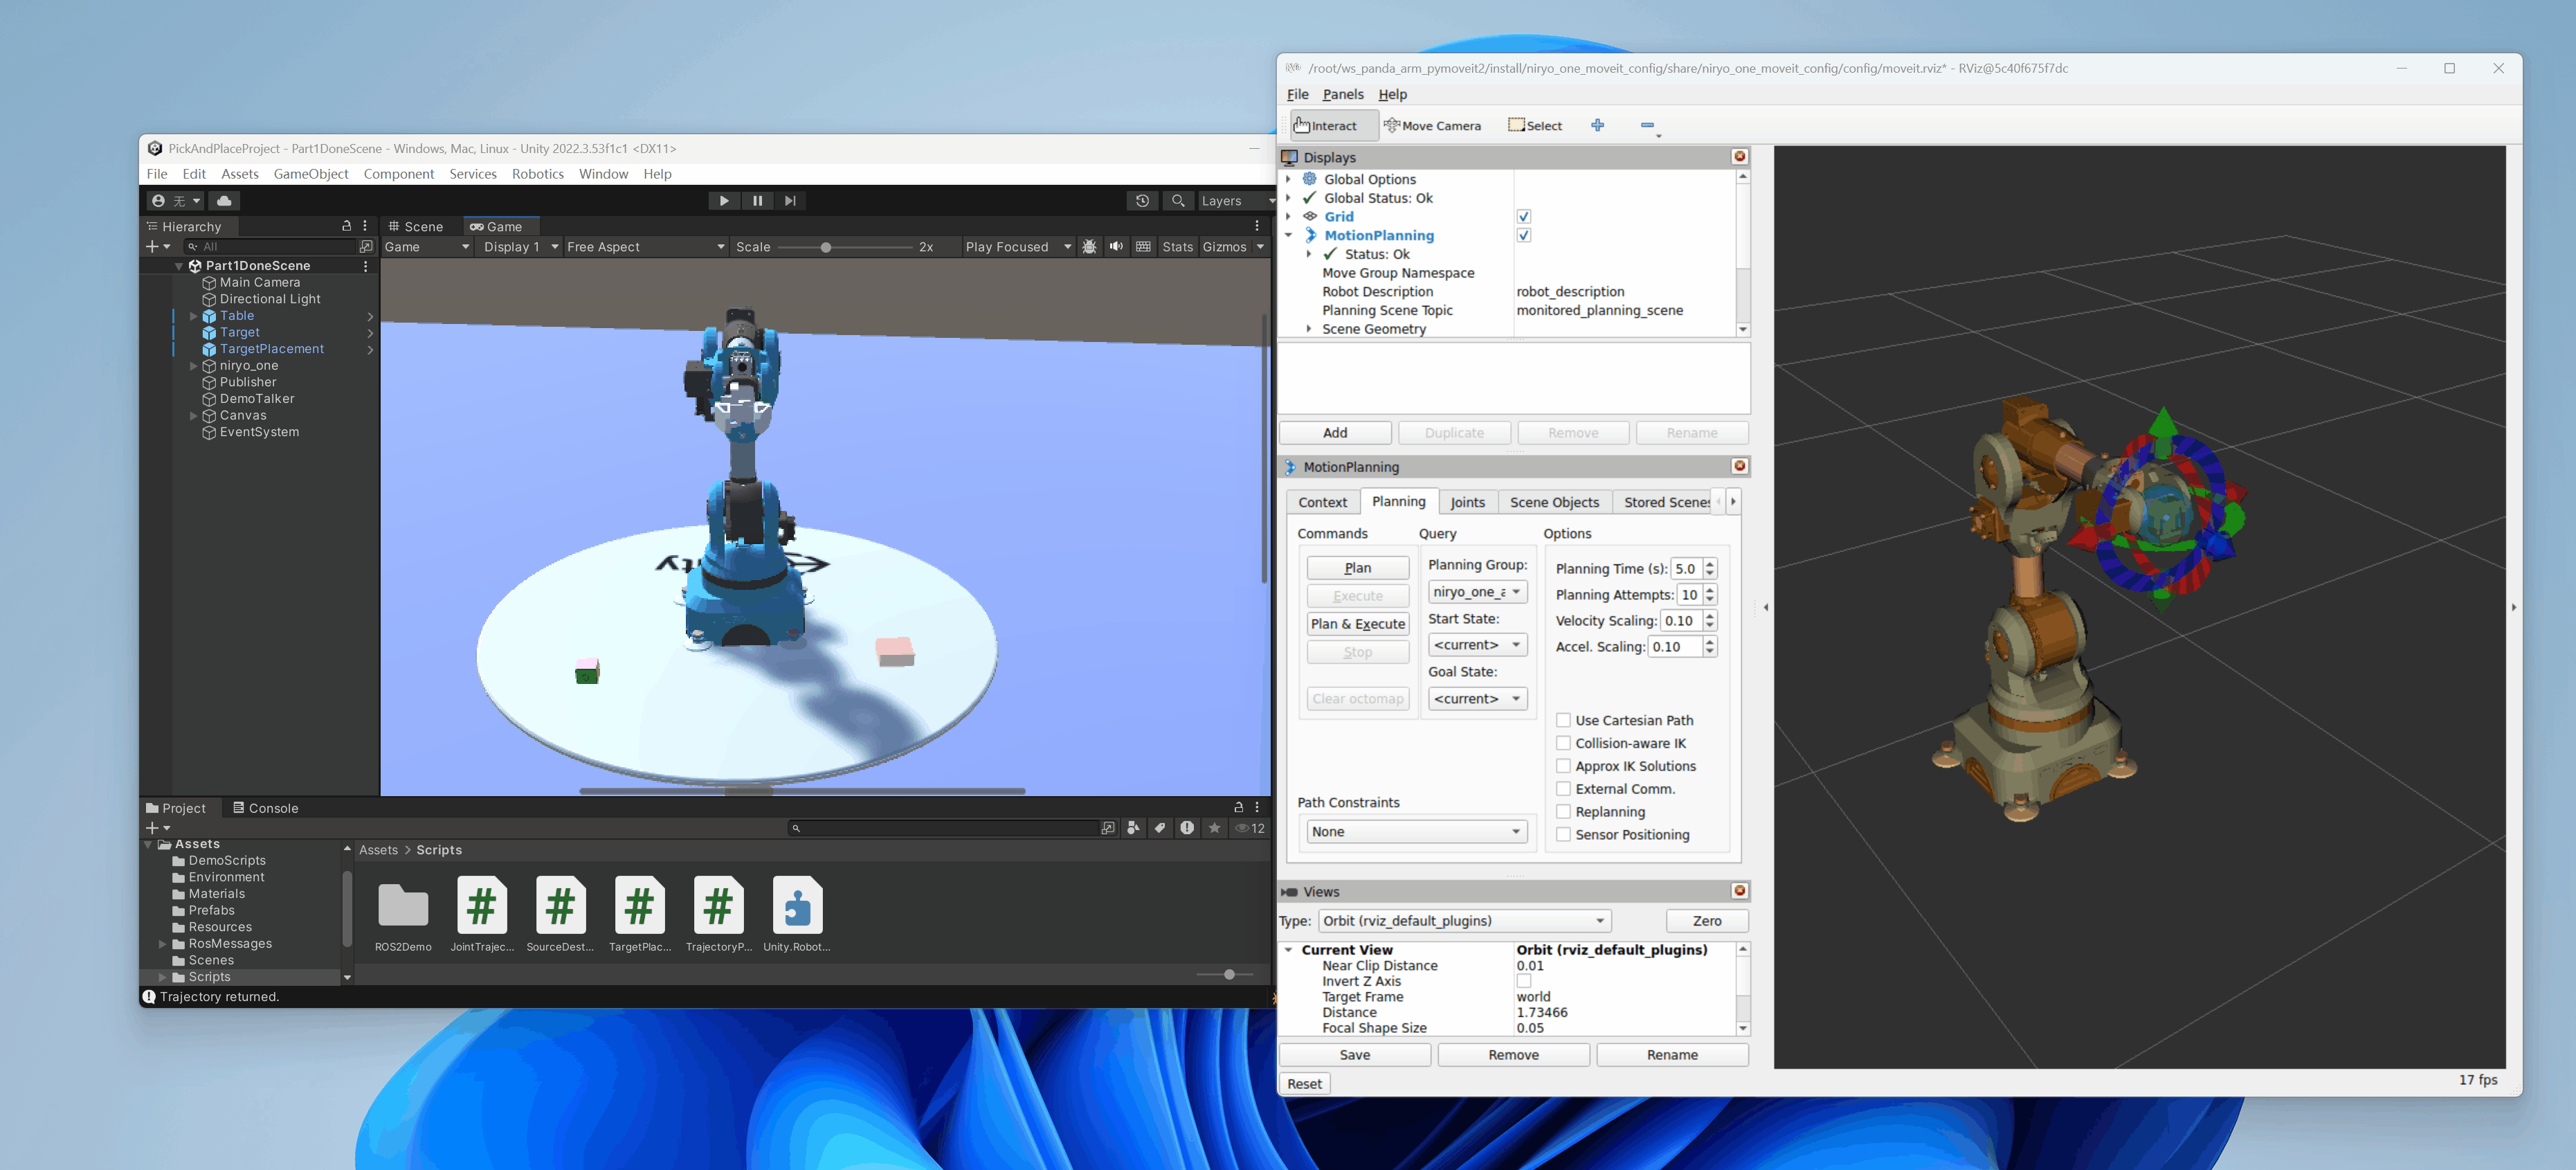 PickAndPlaceProject - Part1DoneScene - Windows, Mac, Linux - Unity 2022.3.53f1c1 <DX11>
File Edit Assets GameObject Component Services Robotics Window Help
无
Layers
Hierarchy
Scene Game
All
Game Display 1 Free Aspect Scale 2x Play Focused Stats Gizmos
Part1DoneScene
Main Camera
Directional Light
Table
Target
TargetPlacement
niryo_one
Publisher
DemoTalker
Canvas
EventSystem
Project Console
12
Assets
DemoScripts
Environment
Materials
Prefabs
Resources
RosMessages
Scenes
Scripts
Assets > Scripts
ROS2Demo JointTrajec... SourceDest... TargetPlac... TrajectoryP... Unity.Robot...
Trajectory returned.
/root/ws_panda_arm_pymoveit2/install/niryo_one_moveit_config/share/niryo_one_moveit_config/config/moveit.rviz* - RViz@5c40f675f7dc
File Panels Help
Interact Move Camera Select
Displays
Global Options
Global Status: Ok
Grid
MotionPlanning
Status: Ok
Move Group Namespace
Robot Description robot_description
Planning Scene Topic monitored_planning_scene
Scene Geometry
Add Duplicate Remove Rename
MotionPlanning
Context Planning Joints Scene Objects Stored Scenes
Commands Query Options
Plan
Execute
Plan & Execute
Stop
Clear octomap
Planning Group:
niryo_one_a
Start State:
<current>
Goal State:
<current>
Planning Time (s): 5.0
Planning Attempts: 10
Velocity Scaling: 0.10
Accel. Scaling: 0.10
Use Cartesian Path
Collision-aware IK
Approx IK Solutions
External Comm.
Replanning
Sensor Positioning
Path Constraints
None
Views
Type: Orbit (rviz_default_plugins) Zero
Current View Orbit (rviz_default_plugins)
Near Clip Distance 0.01
Invert Z Axis
Target Frame world
Distance 1.73466
Focal Shape Size 0.05
Save Remove Rename
Reset
17 fps